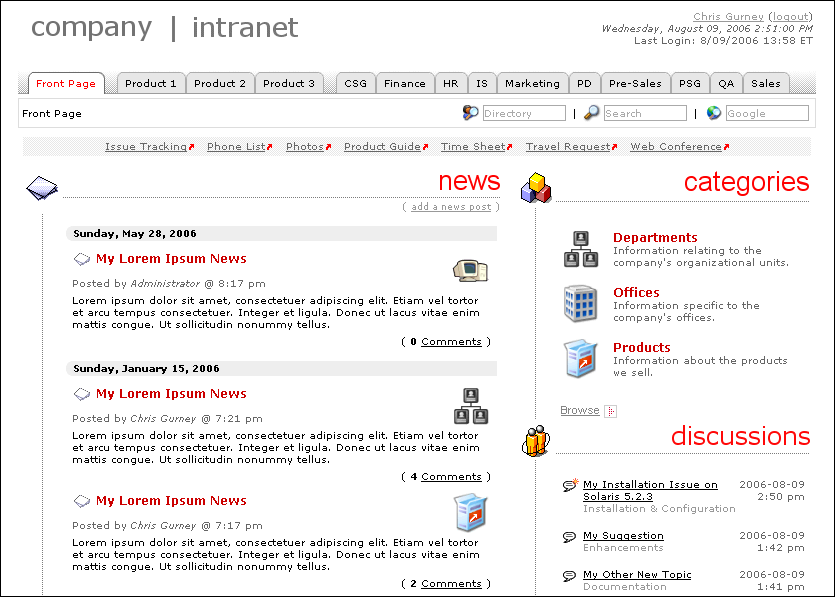 company | intranet
Chris Gurney (logout)
Wednesday, August 09, 2006 2:51:00 PM
Last Login: 8/09/2006 13:58 ET
Front Page Product 1 Product 2 Product 3 CSG Finance HR IS Marketing PD Pre-Sales PSG QA Sales
Front Page Directory | Search | Google
Issue Tracking Phone List Photos Product Guide Time Sheet Travel Request Web Conference
news
( add a news post )
Sunday, May 28, 2006
My Lorem Ipsum News
Posted by Administrator @ 8:17 pm
Lorem ipsum dolor sit amet, consectetuer adipiscing elit. Etiam vel tortor
et arcu tempus consectetuer. Integer et ligula. Donec ut lacus vitae enim
mattis congue. Ut sollicitudin nonummy tellus.
( 0 Comments )
Sunday, January 15, 2006
My Lorem Ipsum News
Posted by Chris Gurney @ 7:21 pm
Lorem ipsum dolor sit amet, consectetuer adipiscing elit. Etiam vel tortor
et arcu tempus consectetuer. Integer et ligula. Donec ut lacus vitae enim
mattis congue. Ut sollicitudin nonummy tellus.
( 4 Comments )
My Lorem Ipsum News
Posted by Chris Gurney @ 7:17 pm
Lorem ipsum dolor sit amet, consectetuer adipiscing elit. Etiam vel tortor
et arcu tempus consectetuer. Integer et ligula. Donec ut lacus vitae enim
mattis congue. Ut sollicitudin nonummy tellus.
( 2 Comments )
categories
Departments
Information relating to the
company's organizational units.
Offices
Information specific to the
company's offices.
Products
Information about the products
we sell.
Browse
discussions
My Installation Issue on 2006-08-09
Solaris 5.2.3 2:50 pm
Installation & Configuration
My Suggestion 2006-08-09
Enhancements 1:42 pm
My Other New Topic 2006-08-09
Documentation 1:41 pm